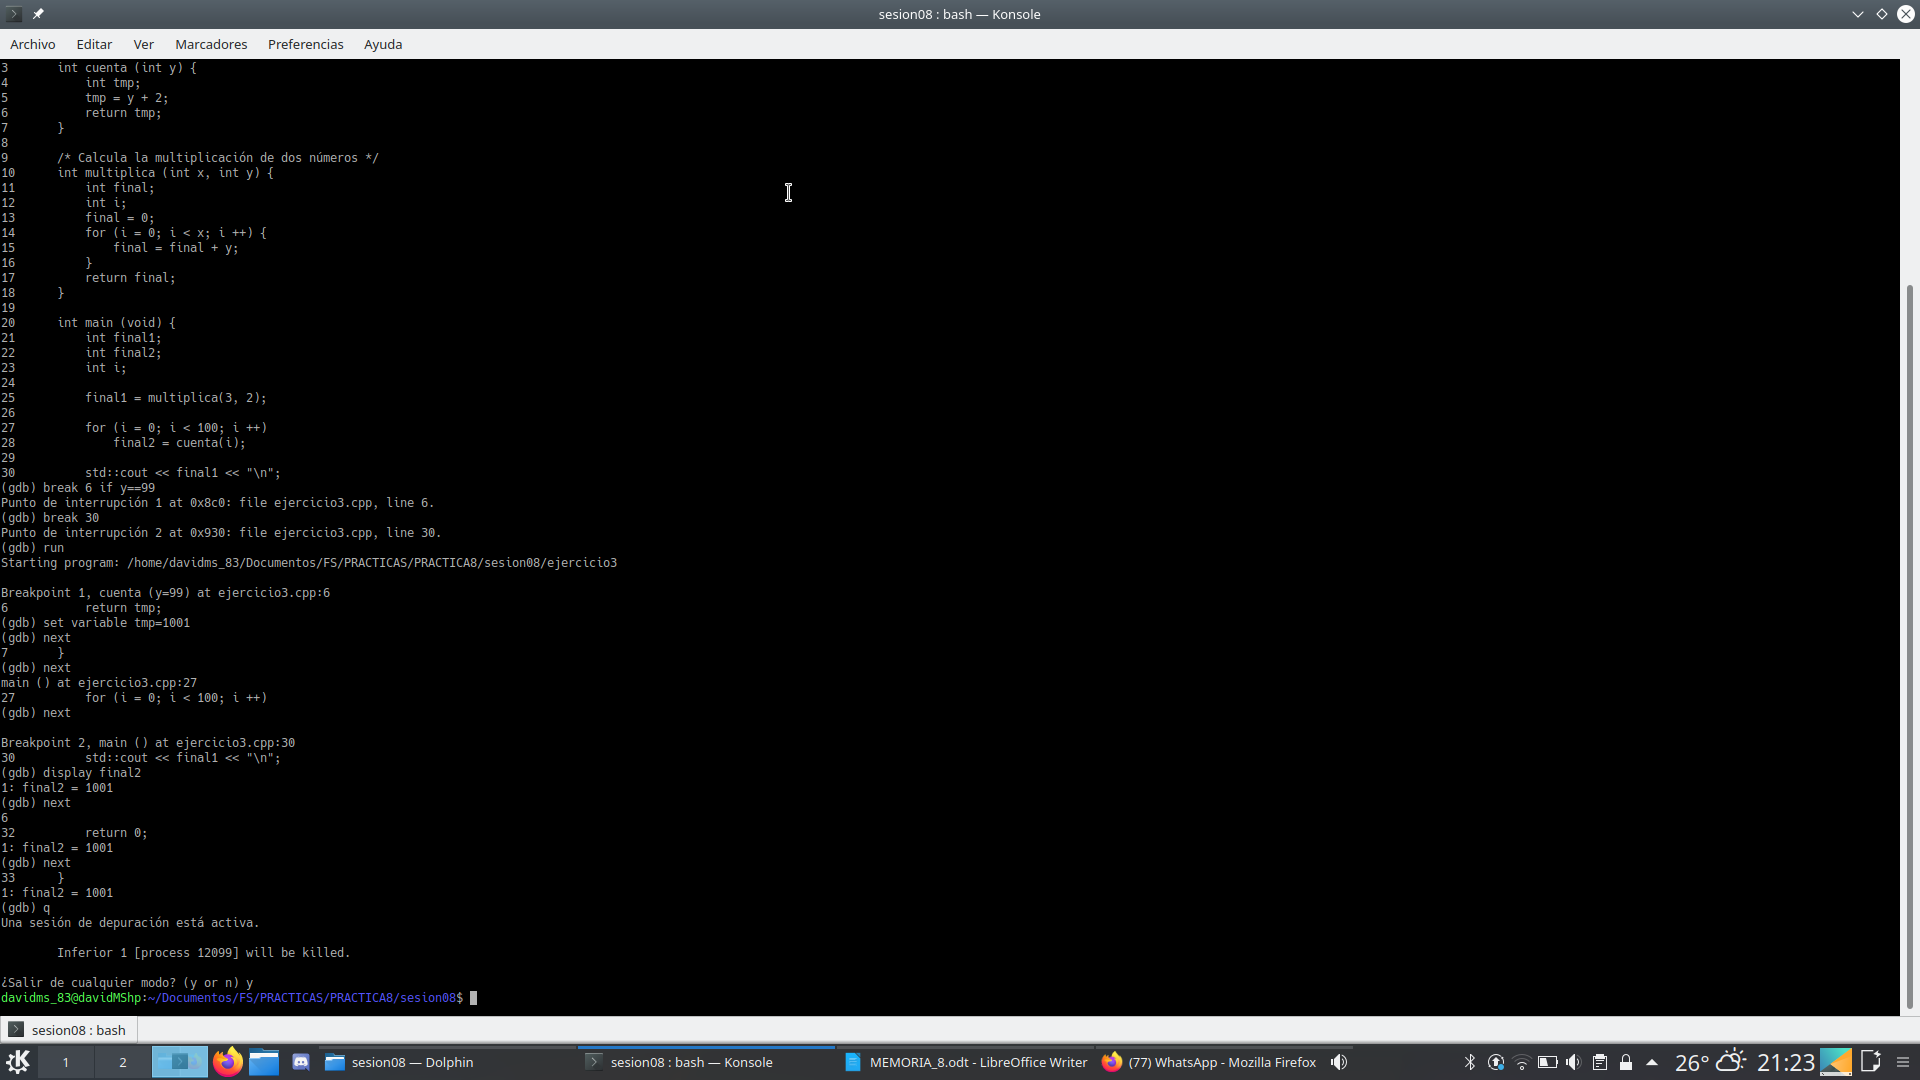 sesion08 : bash — Konsole
Archivo Editar Ver Marcadores Preferencias Ayuda
3 int cuenta (int y) {
4 int tmp;
5 tmp = y + 2;
6 return tmp;
7 }
8
9 /* Calcula la multiplicación de dos números */
10 int multiplica (int x, int y) {
11 int final;
12 int i;
13 final = 0;
14 for (i = 0; i < x; i ++) {
15 final = final + y;
16 }
17 return final;
18 }
19
20 int main (void) {
21 int final1;
22 int final2;
23 int i;
24
25 final1 = multiplica(3, 2);
26
27 for (i = 0; i < 100; i ++)
28 final2 = cuenta(i);
29
30 std::cout << final1 << "\n";
(gdb) break 6 if y==99
Punto de interrupción 1 at 0x8c0: file ejercicio3.cpp, line 6.
(gdb) break 30
Punto de interrupción 2 at 0x930: file ejercicio3.cpp, line 30.
(gdb) run
Starting program: /home/davidms_83/Documentos/FS/PRACTICAS/PRACTICA8/sesion08/ejercicio3
Breakpoint 1, cuenta (y=99) at ejercicio3.cpp:6
6 return tmp;
(gdb) set variable tmp=1001
(gdb) next
7 }
(gdb) next
main () at ejercicio3.cpp:27
27 for (i = 0; i < 100; i ++)
(gdb) next
Breakpoint 2, main () at ejercicio3.cpp:30
30 std::cout << final1 << "\n";
(gdb) display final2
1: final2 = 1001
(gdb) next
6
32 return 0;
1: final2 = 1001
(gdb) next
33 }
1: final2 = 1001
(gdb) q
Una sesión de depuración está activa.
Inferior 1 [process 12099] will be killed.
¿Salir de cualquier modo? (y or n) y
davidms_83@davidMShp:~/Documentos/FS/PRACTICAS/PRACTICA8/sesion08$
sesion08 : bash
1 2 sesion08 — Dolphin sesion08 : bash — Konsole MEMORIA_8.odt - LibreOffice Writer (77) WhatsApp - Mozilla Firefox 26° 21:23